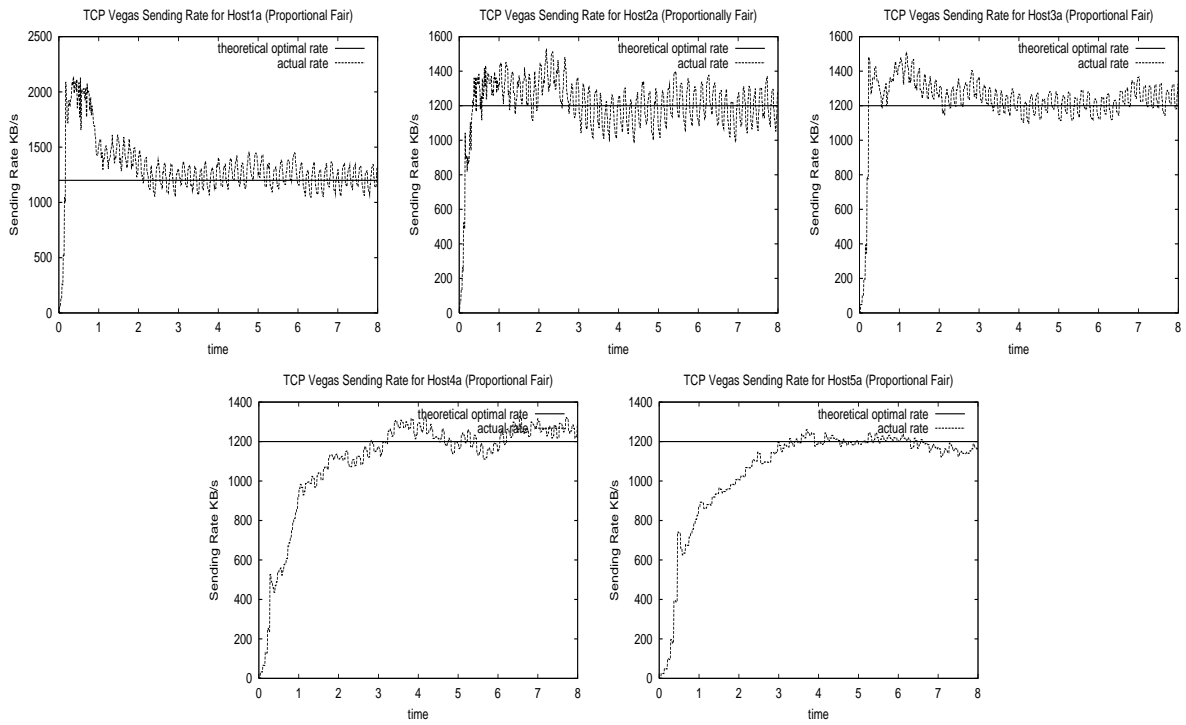 TCP Vegas Sending Rate for Host1a (Proportional Fair)
Sending Rate KB/s
2500
2000
1500
1000
500
0
theoretical optimal rate
actual rate
0 1 2 3 4 5 6 7 8
time
TCP Vegas Sending Rate for Host2a (Proportionally Fair)
Sending Rate KB/s
1600
1400
1200
1000
800
600
400
200
0
theoretical optimal rate
actual rate
0 1 2 3 4 5 6 7 8
time
TCP Vegas Sending Rate for Host3a (Proportional Fair)
Sending Rate KB/s
1600
1400
1200
1000
800
600
400
200
0
theoretical optimal rate
actual rate
0 1 2 3 4 5 6 7 8
time
TCP Vegas Sending Rate for Host4a (Proportional Fair)
Sending Rate KB/s
1400
1200
1000
800
600
400
200
0
theoretical optimal rate
actual rate
0 1 2 3 4 5 6 7 8
time
TCP Vegas Sending Rate for Host5a (Proportional Fair)
Sending Rate KB/s
1400
1200
1000
800
600
400
200
0
theoretical optimal rate
actual rate
0 1 2 3 4 5 6 7 8
time